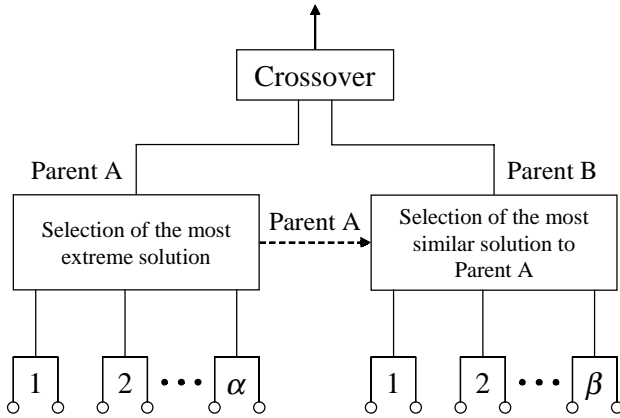 Crossover
Parent A
Parent B
Selection of the most
extreme solution
Parent A
Selection of the most
similar solution to
Parent A
1 2 ••• α
1 2 ••• β